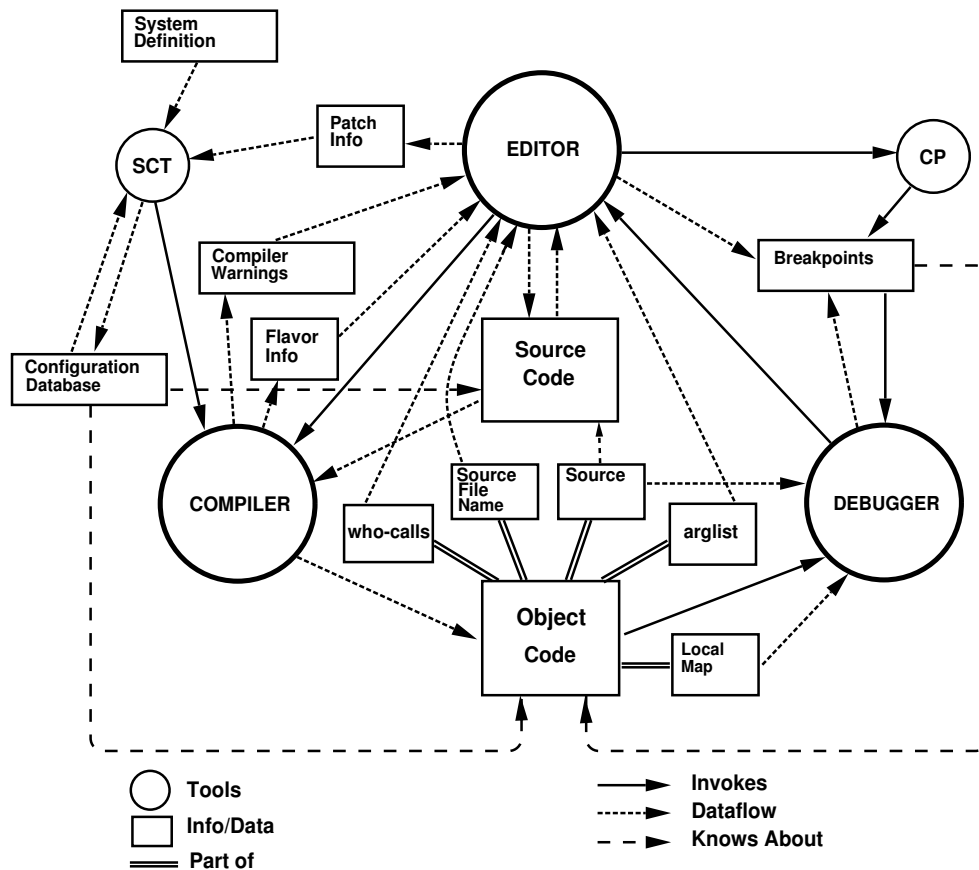 System
Definition
Patch
Info
EDITOR
SCT
CP
Compiler
Warnings
Breakpoints
Flavor
Info
Source
Code
Configuration
Database
COMPILER
Source
File
Name
Source
DEBUGGER
who-calls
arglist
Object
Code
Local
Map
Tools
Info/Data
Part of
Invokes
Dataflow
Knows About